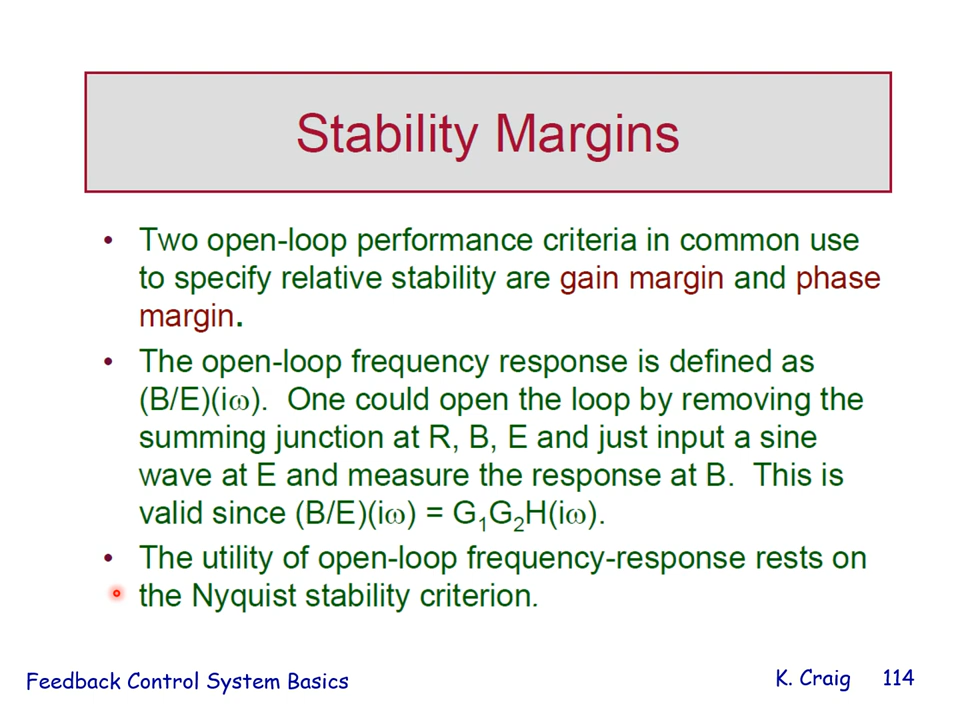 Stability Margins
• Two open-loop performance criteria in common use
to specify relative stability are gain margin and phase
margin.
• The open-loop frequency response is defined as
(B/E)(iω). One could open the loop by removing the
summing junction at R, B, E and just input a sine
wave at E and measure the response at B. This is
valid since (B/E)(iω) = G₁G₂H(iω).
• The utility of open-loop frequency-response rests on
the Nyquist stability criterion.
Feedback Control System Basics
K. Craig 114